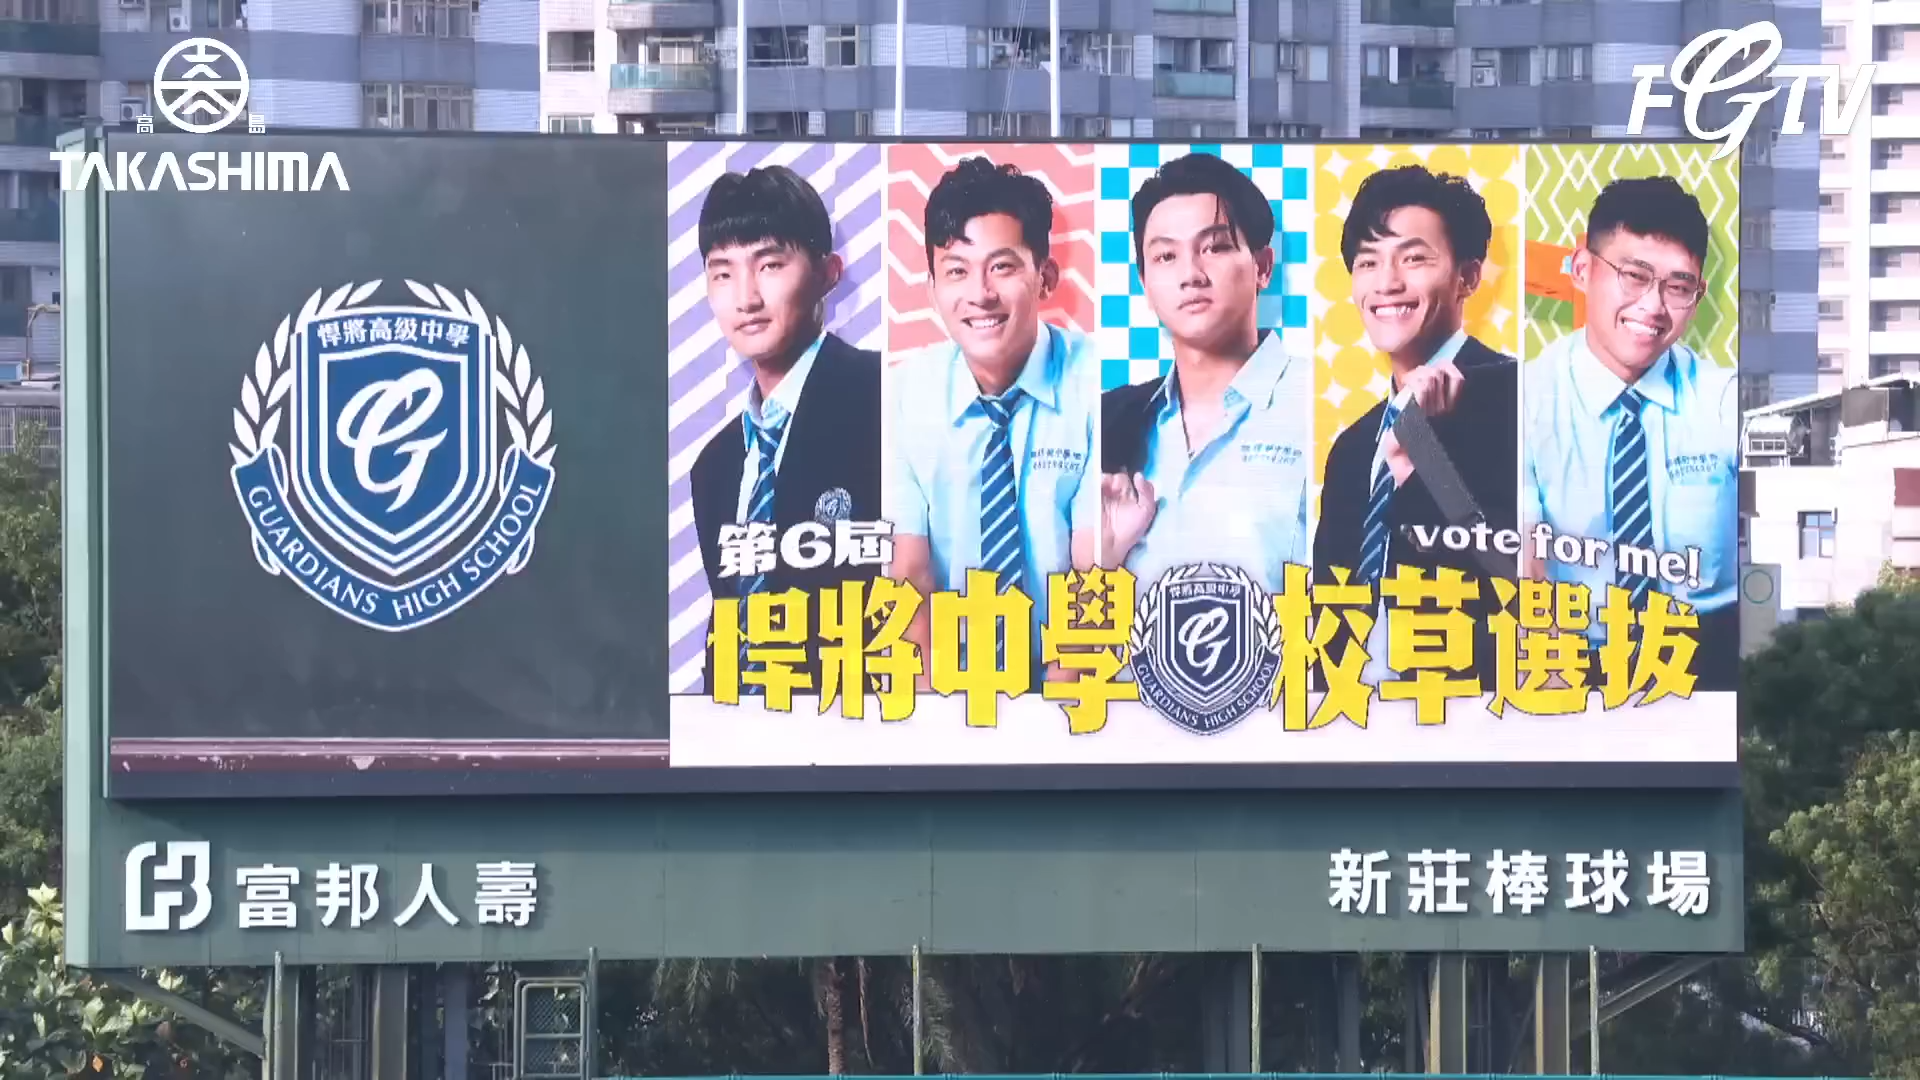 高島
TAKASHIMA
FGTV
悍將高級中學
G
GUARDIANS HIGH SCHOOL
第6屆
vote for me!
悍將中學
校草選拔
悍將高級中學
G
GUARDIANS HIGH SCHOOL
富邦人壽
新莊棒球場